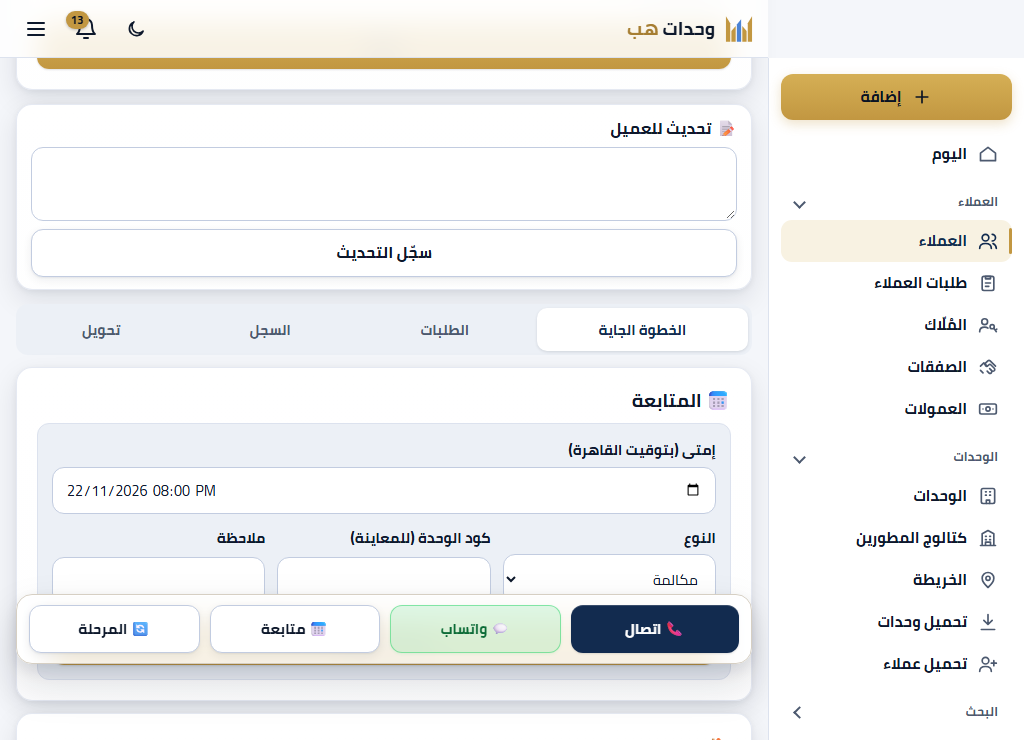 وحدات هب
13
إضافة
اليوم
العملاء
العملاء
طلبات العملاء
المُلّاك
الصفقات
العمولات
الوحدات
الوحدات
كتالوج المطورين
الخريطة
تحميل وحدات
تحميل عملاء
البحث
تحديث للعميل
سجّل التحديث
الخطوة الجاية
الطلبات
السجل
تحويل
المتابعة
إمتى (بتوقيت القاهرة)
22/11/2026 08:00 PM
النوع
كود الوحدة (للمعاينة)
ملاحظة
مكالمة
اتصال
واتساب
متابعة
المرحلة